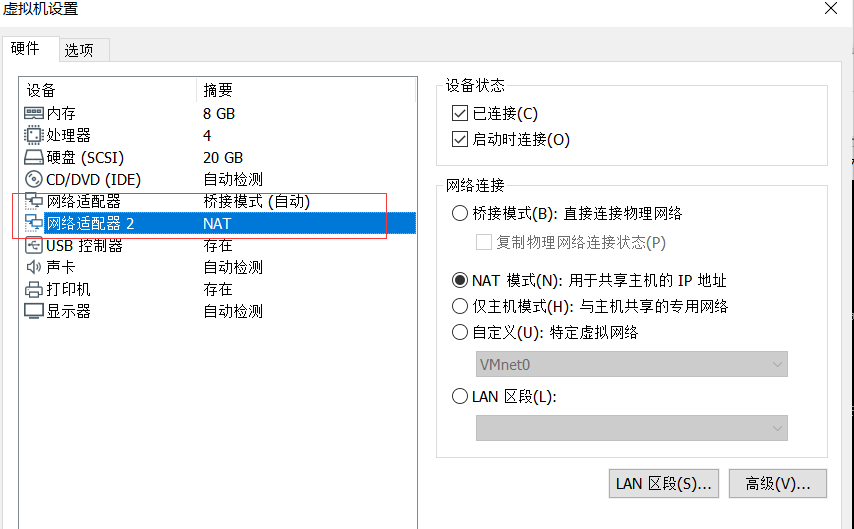 虚拟机设置
硬件 选项
设备 摘要
内存 8 GB
处理器 4
硬盘 (SCSI) 20 GB
CD/DVD (IDE) 自动检测
网络适配器 桥接模式 (自动)
网络适配器 2 NAT
USB 控制器 存在
声卡 自动检测
打印机 存在
显示器 自动检测
设备状态
已连接(C)
启动时连接(O)
网络连接
桥接模式(B): 直接连接物理网络
复制物理网络连接状态(P)
NAT 模式(N): 用于共享主机的 IP 地址
仅主机模式(H): 与主机共享的专用网络
自定义(U): 特定虚拟网络
VMnet0
LAN 区段(L):
LAN 区段(S)... 高级(V)...